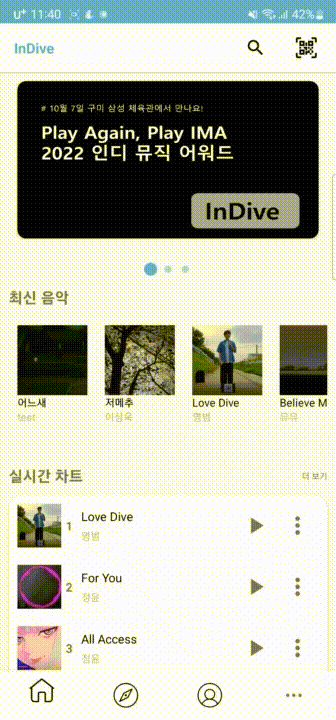 U+ 11:40 42%
InDive
# 10월 7일 구미 삼성 체육관에서 만나요!
Play Again, Play IMA
2022 인디 뮤직 어워드
InDive
최신 음악
어느새 저메추 Love Dive Believe M
test 이상욱 명범 뮤유
실시간 차트 더 보기
1 Love Dive
명범
2 For You
정윤
3 All Access
정윤